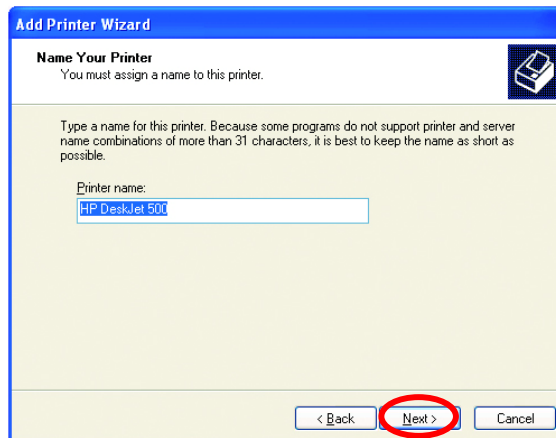 Add Printer Wizard
Name Your Printer
You must assign a name to this printer.
Type a name for this printer. Because some programs do not support printer and server
name combinations of more than 31 characters, it is best to keep the name as short as
possible.
Printer name:
HP DeskJet 500
< Back
Next >
Cancel